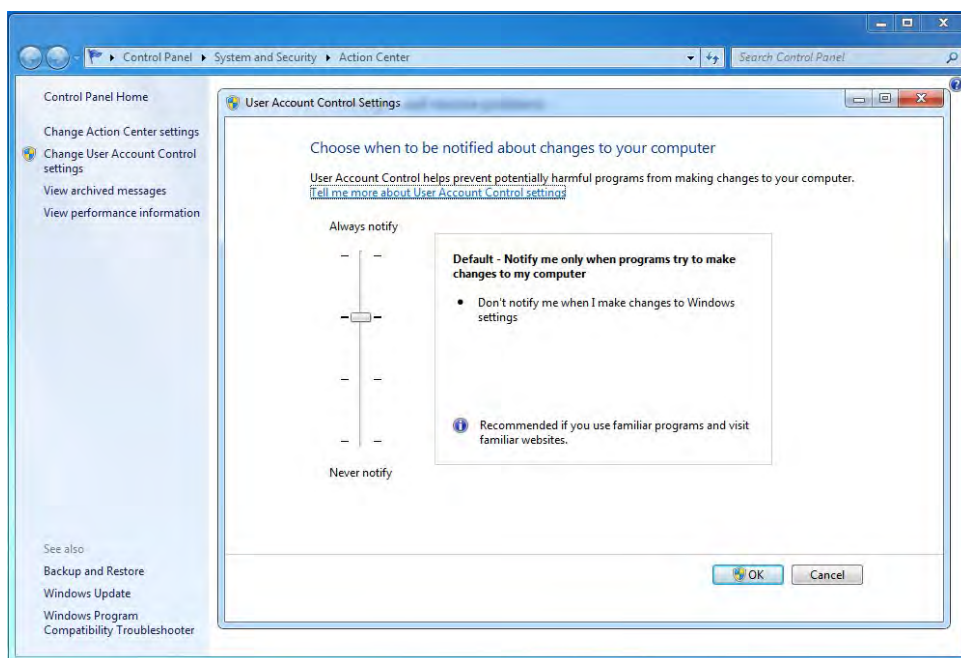 Control Panel ▸ System and Security ▸ Action Center
Search Control Panel
Control Panel Home
Change Action Center settings
Change User Account Control
settings
View archived messages
View performance information
See also
Backup and Restore
Windows Update
Windows Program
Compatibility Troubleshooter
User Account Control Settings
Choose when to be notified about changes to your computer
User Account Control helps prevent potentially harmful programs from making changes to your computer.
Tell me more about User Account Control settings
Always notify
Default - Notify me only when programs try to make
changes to my computer
• Don't notify me when I make changes to Windows
settings
Recommended if you use familiar programs and visit
familiar websites.
Never notify
OK
Cancel